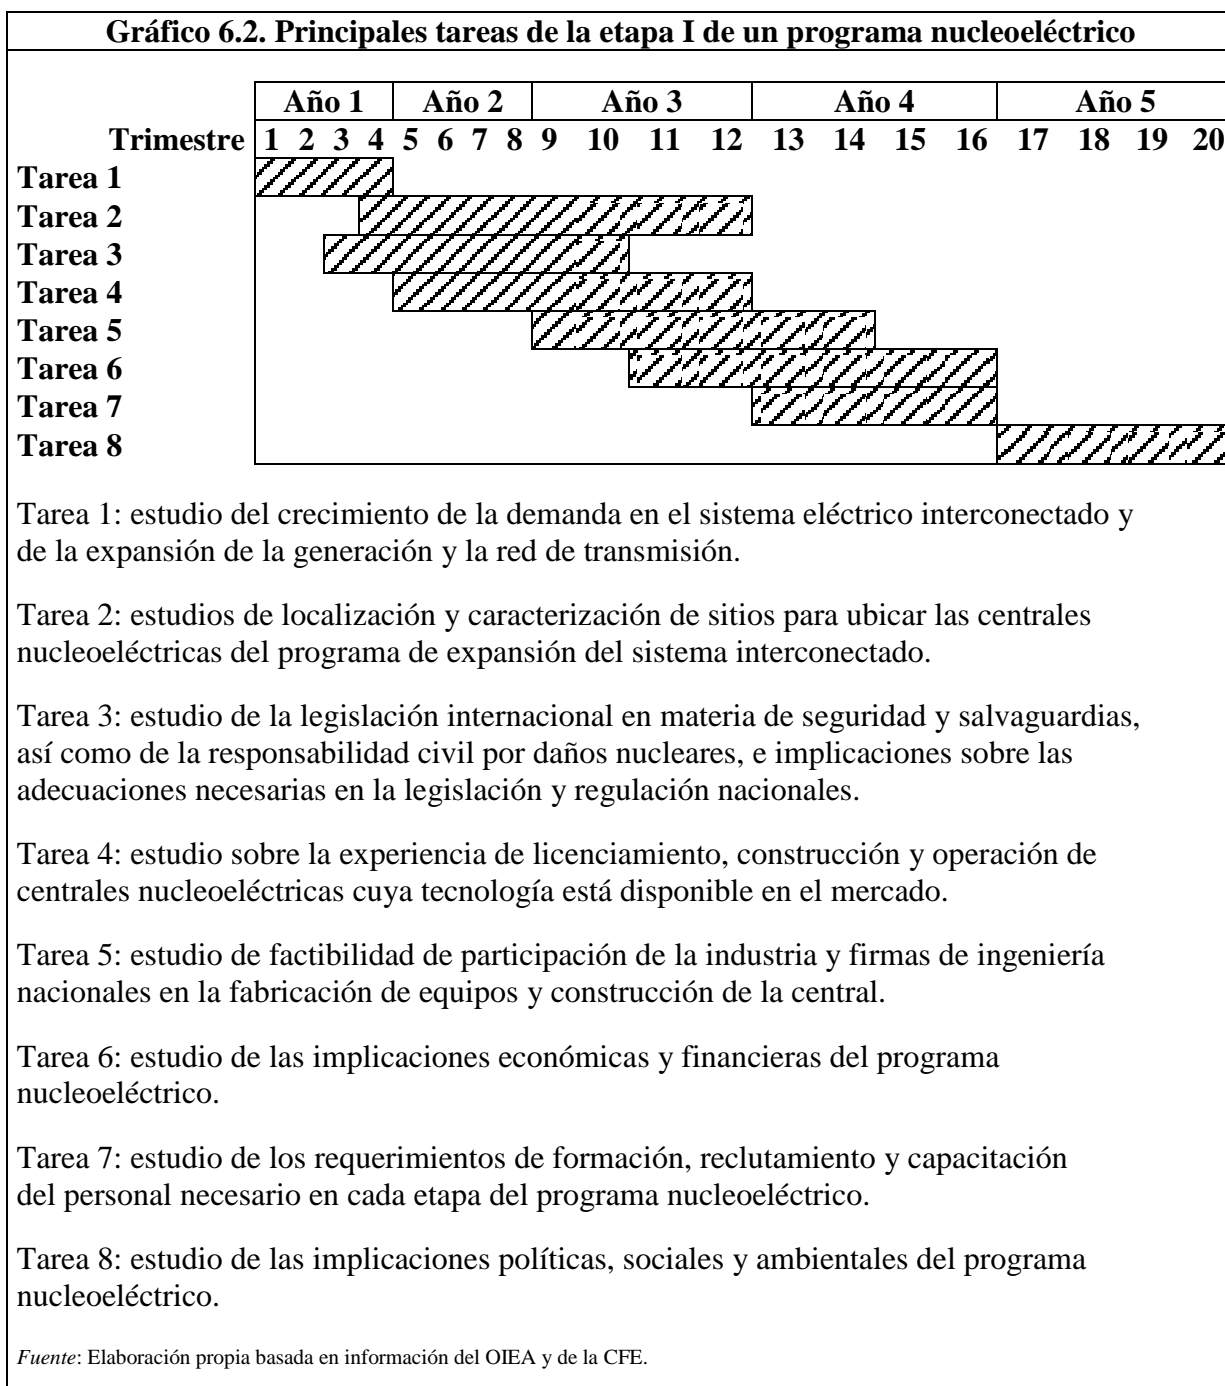 Gráfico 6.2. Principales tareas de la etapa I de un programa nucleoeléctrico
Año 1 Año 2 Año 3 Año 4 Año 5
Trimestre 1 2 3 4 5 6 7 8 9 10 11 12 13 14 15 16 17 18 19 20
Tarea 1
Tarea 2
Tarea 3
Tarea 4
Tarea 5
Tarea 6
Tarea 7
Tarea 8
Tarea 1: estudio del crecimiento de la demanda en el sistema eléctrico interconectado y
de la expansión de la generación y la red de transmisión.
Tarea 2: estudios de localización y caracterización de sitios para ubicar las centrales
nucleoeléctricas del programa de expansión del sistema interconectado.
Tarea 3: estudio de la legislación internacional en materia de seguridad y salvaguardias,
así como de la responsabilidad civil por daños nucleares, e implicaciones sobre las
adecuaciones necesarias en la legislación y regulación nacionales.
Tarea 4: estudio sobre la experiencia de licenciamiento, construcción y operación de
centrales nucleoeléctricas cuya tecnología está disponible en el mercado.
Tarea 5: estudio de factibilidad de participación de la industria y firmas de ingeniería
nacionales en la fabricación de equipos y construcción de la central.
Tarea 6: estudio de las implicaciones económicas y financieras del programa
nucleoeléctrico.
Tarea 7: estudio de los requerimientos de formación, reclutamiento y capacitación
del personal necesario en cada etapa del programa nucleoeléctrico.
Tarea 8: estudio de las implicaciones políticas, sociales y ambientales del programa
nucleoeléctrico.
Fuente: Elaboración propia basada en información del OIEA y de la CFE.